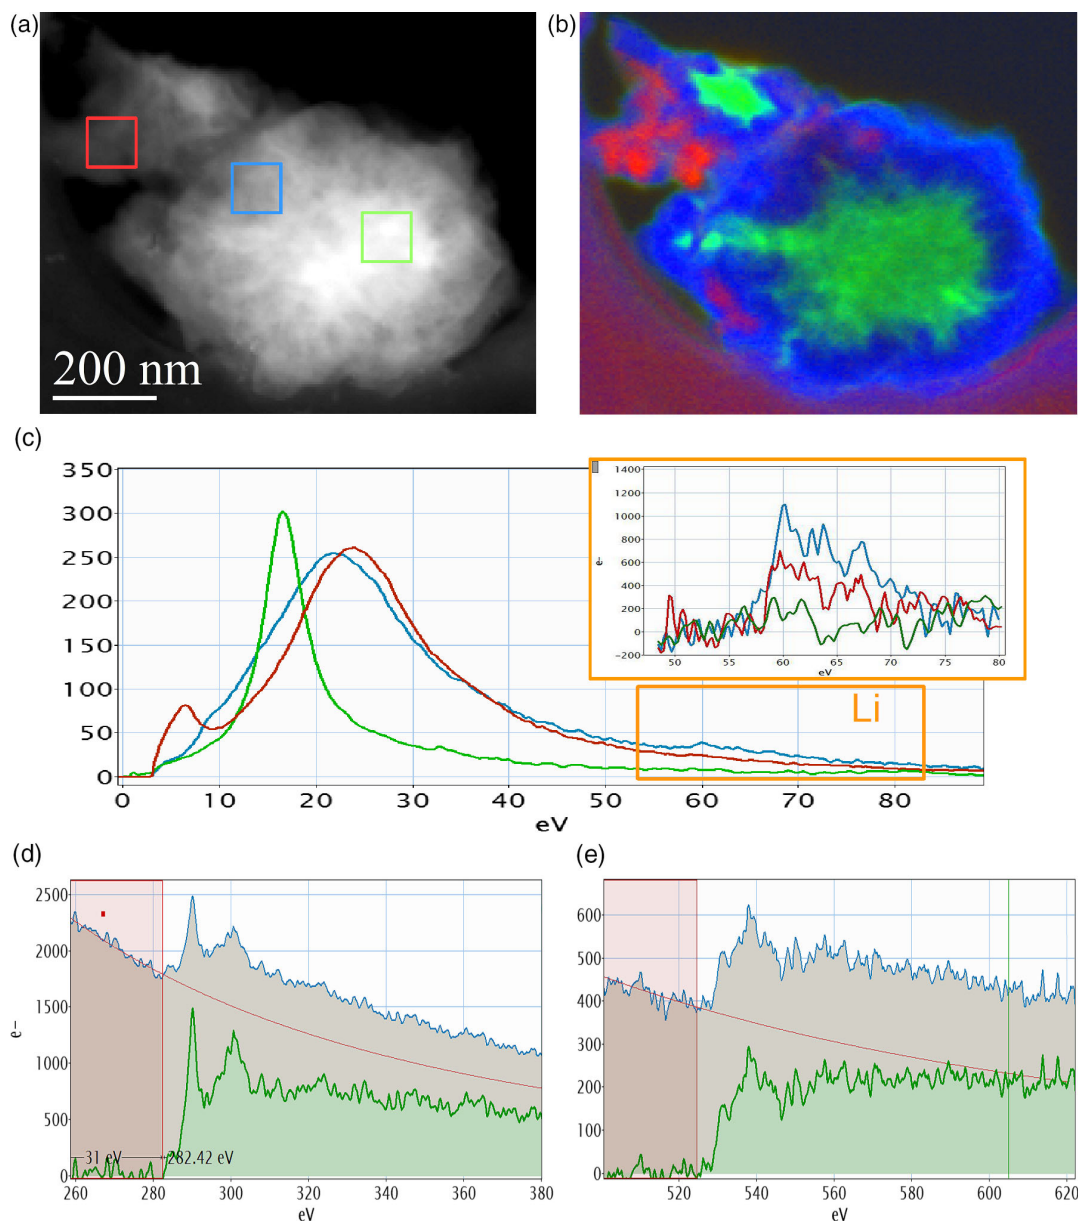 (a)
(b)
200 nm
(c)
350
300
250
200
150
100
50
0
0 10 20 30 40 50 60 70 80
eV
Li
1400
1200
1000
800
600
400
200
0
-200
e-
50 55 60 65 70 75 80
eV
(d)
2500
2000
1500
1000
500
0
e-
31 eV
282.42 eV
260 280 300 320 340 360 380
eV
(e)
600
500
400
300
200
100
0
520 540 560 580 600 620
eV